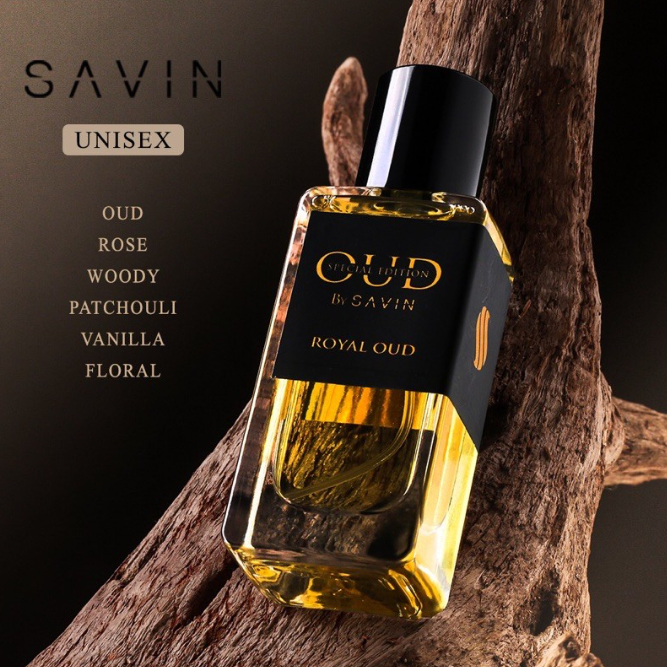 SAVIN
UNISEX
OUD
ROSE
WOODY
PATCHOULI
VANILLA
FLORAL
OUD
SPECIAL EDITION
By SAVIN
ROYAL OUD